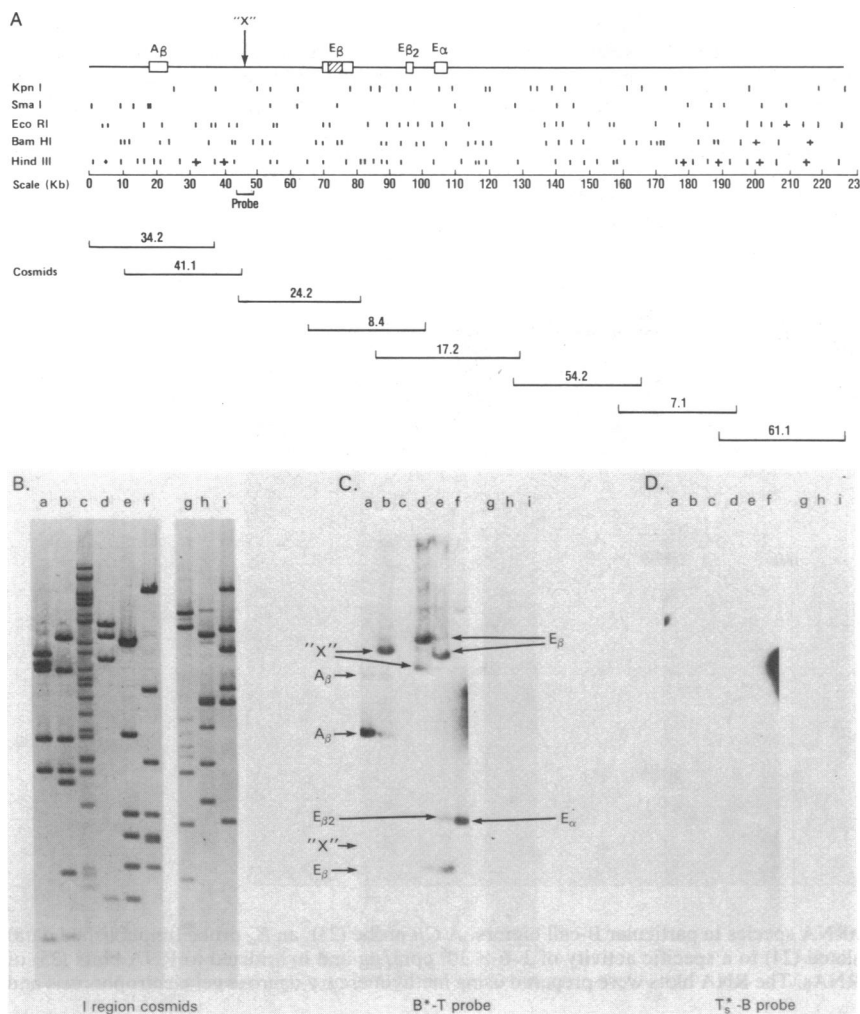 A
"X"
Aβ Eβ Eβ2 Eα
Kpn I
Sma I
Eco RI
Bam HI
Hind III
Scale (Kb) 0 10 20 30 40 50 60 70 80 90 100 110 120 130 140 150 160 170 180 190 200 210 220 23
Probe
34.2
Cosmids 41.1
24.2
8.4
17.2
54.2
7.1
61.1
B. C. D.
a b c d e f g h i a b c d e f g h i a b c d e f g h i
"X" Eβ
Aβ
Aβ
Eβ2 Eα
"X"
Eβ
I region cosmids B*-T probe Ts*-B probe